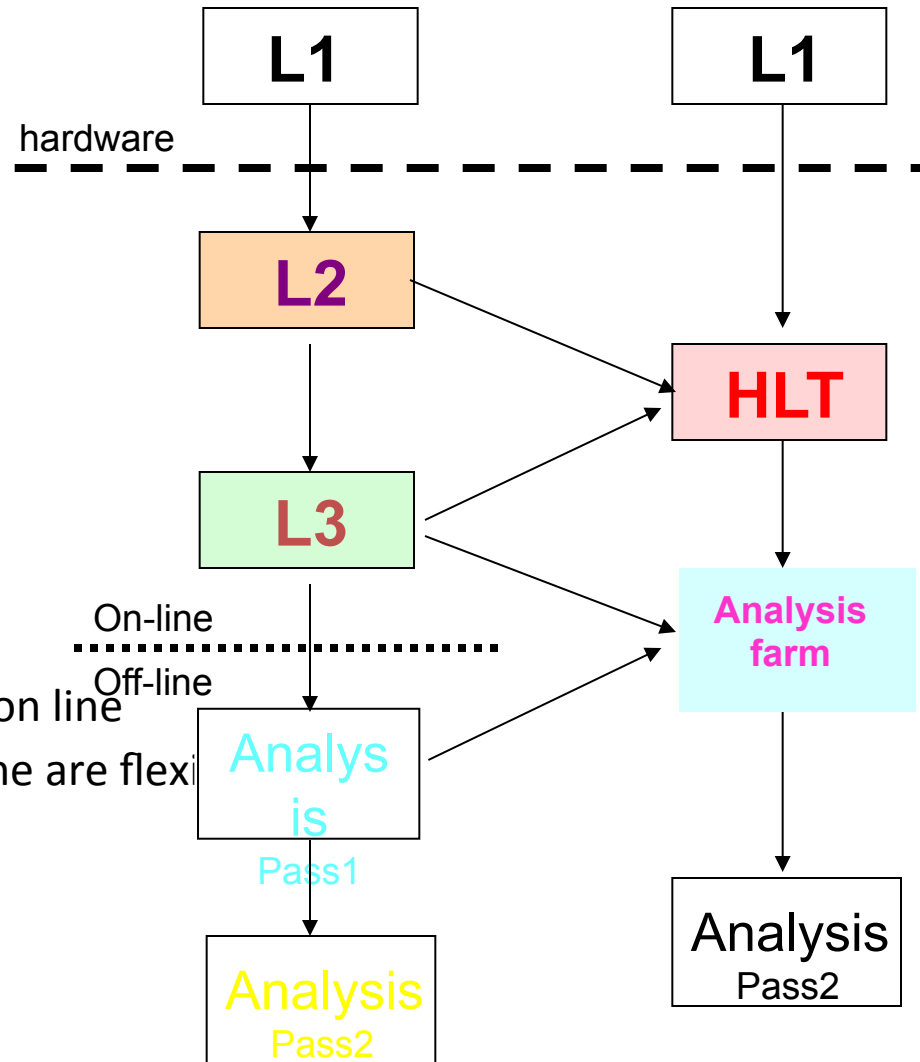 L1
L1
hardware
L2
HLT
L3
On-line
Analysis
farm
Off-line
on line
are flexi
Analys
is
Pass1
Analysis
Pass2
Analysis
Pass2